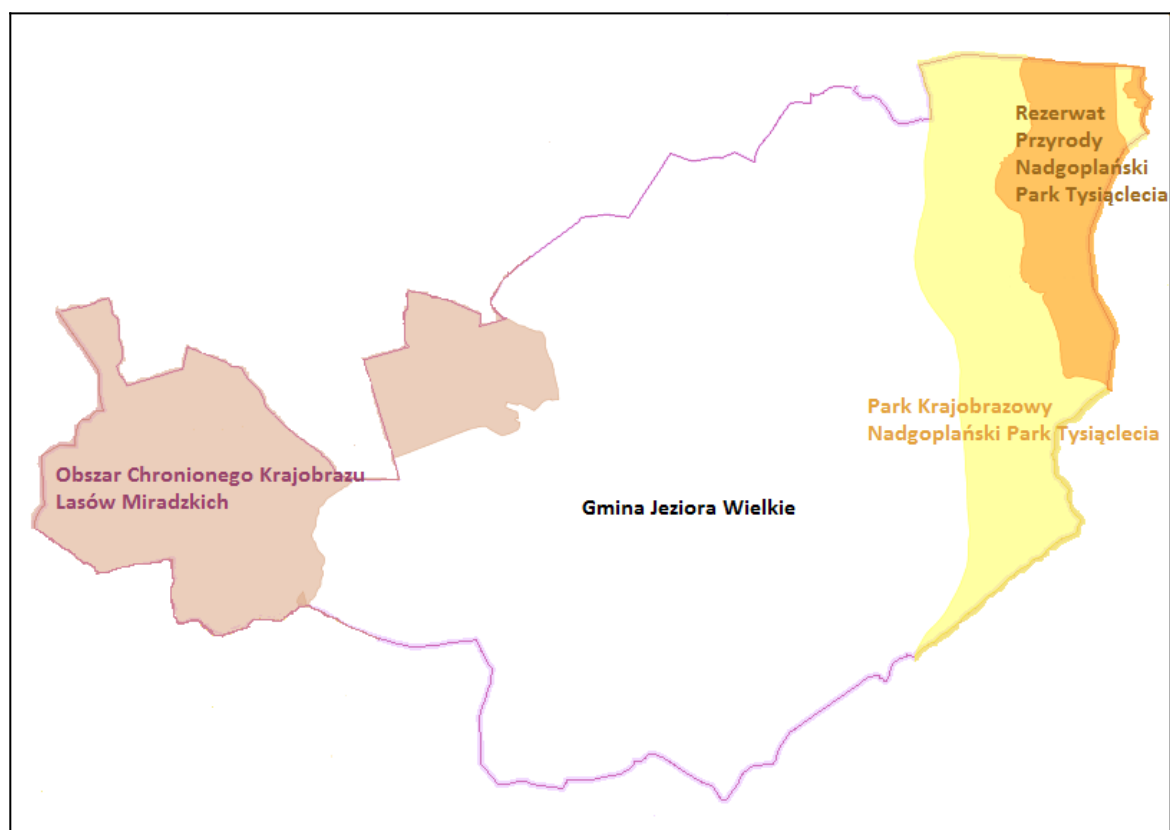 Rezerwat
Przyrody
Nadgoplański
Park Tysiąclecia
Park Krajobrazowy
Nadgoplański Park Tysiąclecia
Obszar Chronionego Krajobrazu
Lasów Miradzkich
Gmina Jeziora Wielkie